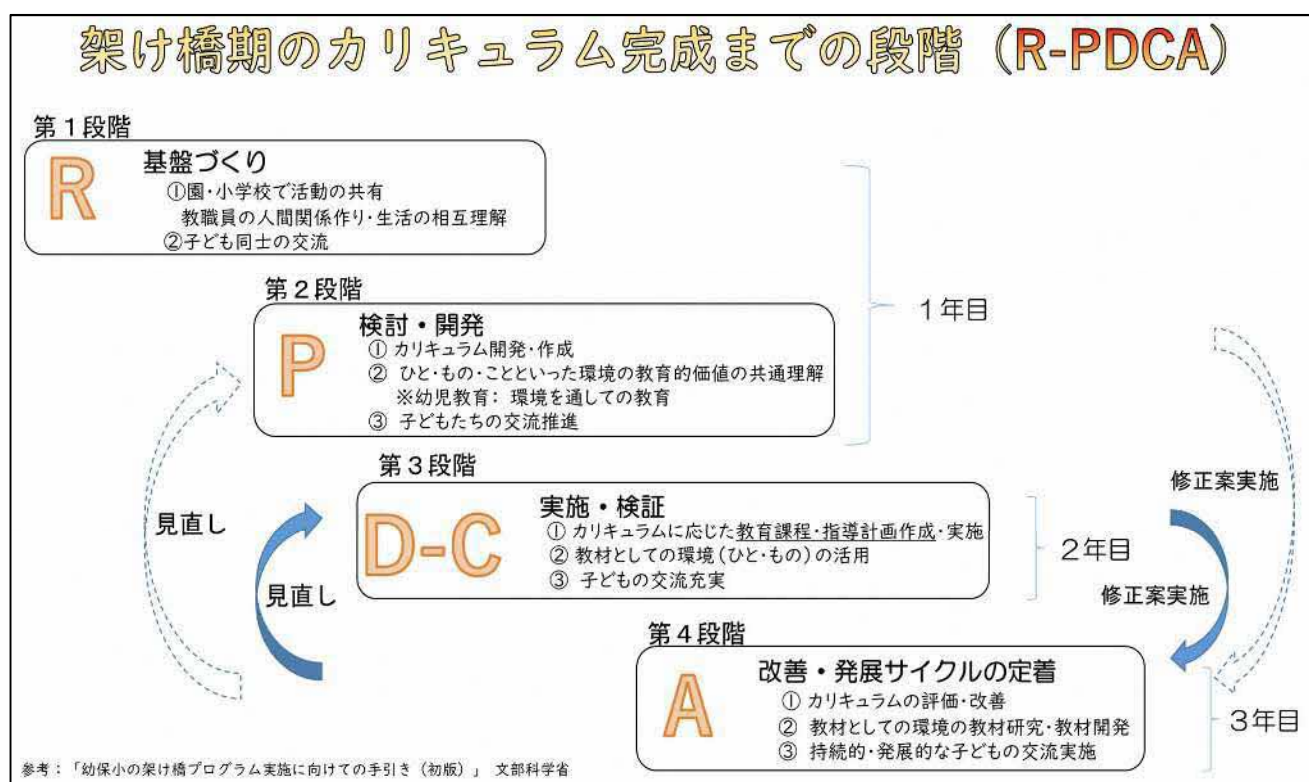 架け橋期のカリキュラム完成までの段階（R-PDCA）
第1段階
R
基盤づくり
①園・小学校で活動の共有
教職員の人間関係作り・生活の相互理解
②子ども同士の交流
第2段階
P
検討・開発
① カリキュラム開発・作成
② ひと・もの・ことといった環境の教育的価値の共通理解
※幼児教育： 環境を通しての教育
③ 子どもたちの交流推進
1年目
第3段階
D-C
実施・検証
① カリキュラムに応じた教育課程・指導計画作成・実施
② 教材としての環境（ひと・もの）の活用
③ 子どもの交流充実
2年目
見直し
見直し
修正案実施
修正案実施
第4段階
A
改善・発展サイクルの定着
① カリキュラムの評価・改善
② 教材としての環境の教材研究・教材開発
③ 持続的・発展的な子どもの交流実施
3年目
参考：「幼保小の架け橋プログラム実施に向けての手引き（初版）」 文部科学省